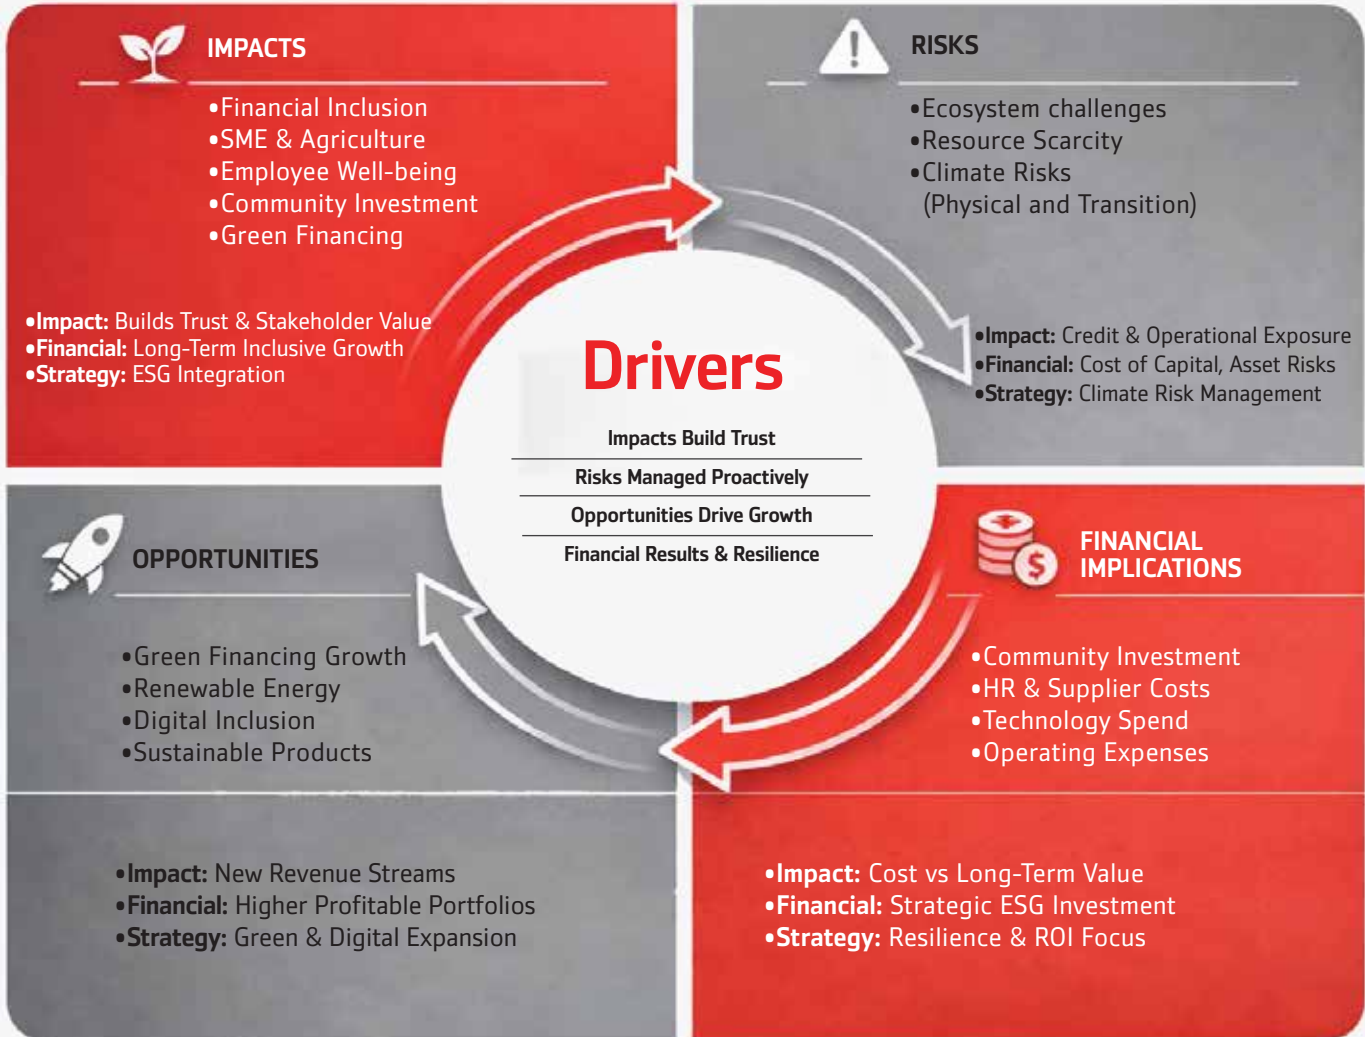 IMPACTS
•Financial Inclusion
•SME & Agriculture
•Employee Well-being
•Community Investment
•Green Financing
•Impact: Builds Trust & Stakeholder Value
•Financial: Long-Term Inclusive Growth
•Strategy: ESG Integration
RISKS
•Ecosystem challenges
•Resource Scarcity
•Climate Risks
(Physical and Transition)
•Impact: Credit & Operational Exposure
•Financial: Cost of Capital, Asset Risks
•Strategy: Climate Risk Management
Drivers
Impacts Build Trust
Risks Managed Proactively
Opportunities Drive Growth
Financial Results & Resilience
OPPORTUNITIES
•Green Financing Growth
•Renewable Energy
•Digital Inclusion
•Sustainable Products
•Impact: New Revenue Streams
•Financial: Higher Profitable Portfolios
•Strategy: Green & Digital Expansion
$
FINANCIAL
IMPLICATIONS
•Community Investment
•HR & Supplier Costs
•Technology Spend
•Operating Expenses
•Impact: Cost vs Long-Term Value
•Financial: Strategic ESG Investment
•Strategy: Resilience & ROI Focus